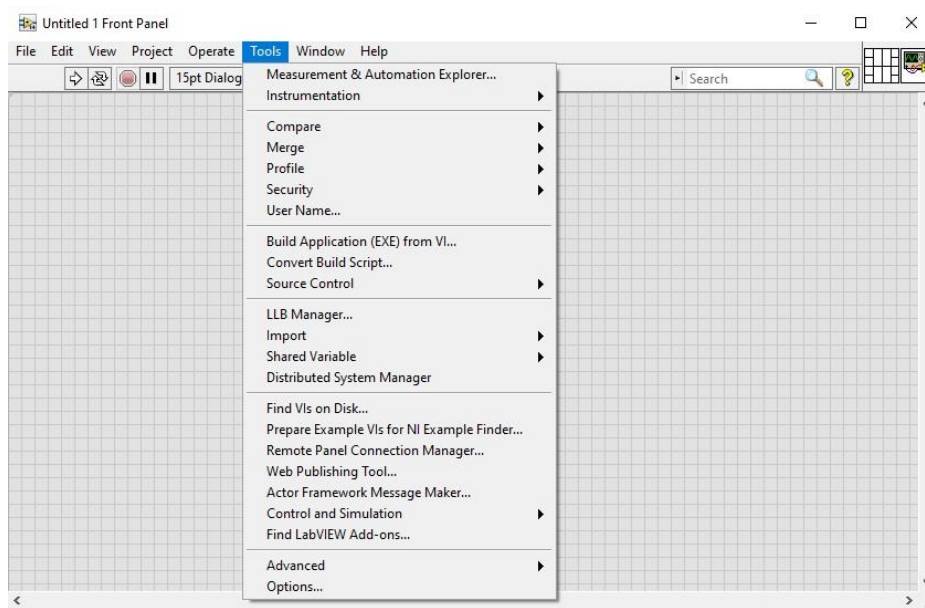 Untitled 1 Front Panel
File Edit View Project Operate Tools Window Help
15pt Dialog
Search
?
Measurement & Automation Explorer...
Instrumentation
Compare
Merge
Profile
Security
User Name...
Build Application (EXE) from VI...
Convert Build Script...
Source Control
LLB Manager...
Import
Shared Variable
Distributed System Manager
Find VIs on Disk...
Prepare Example VIs for NI Example Finder...
Remote Panel Connection Manager...
Web Publishing Tool...
Actor Framework Message Maker...
Control and Simulation
Find LabVIEW Add-ons...
Advanced
Options...